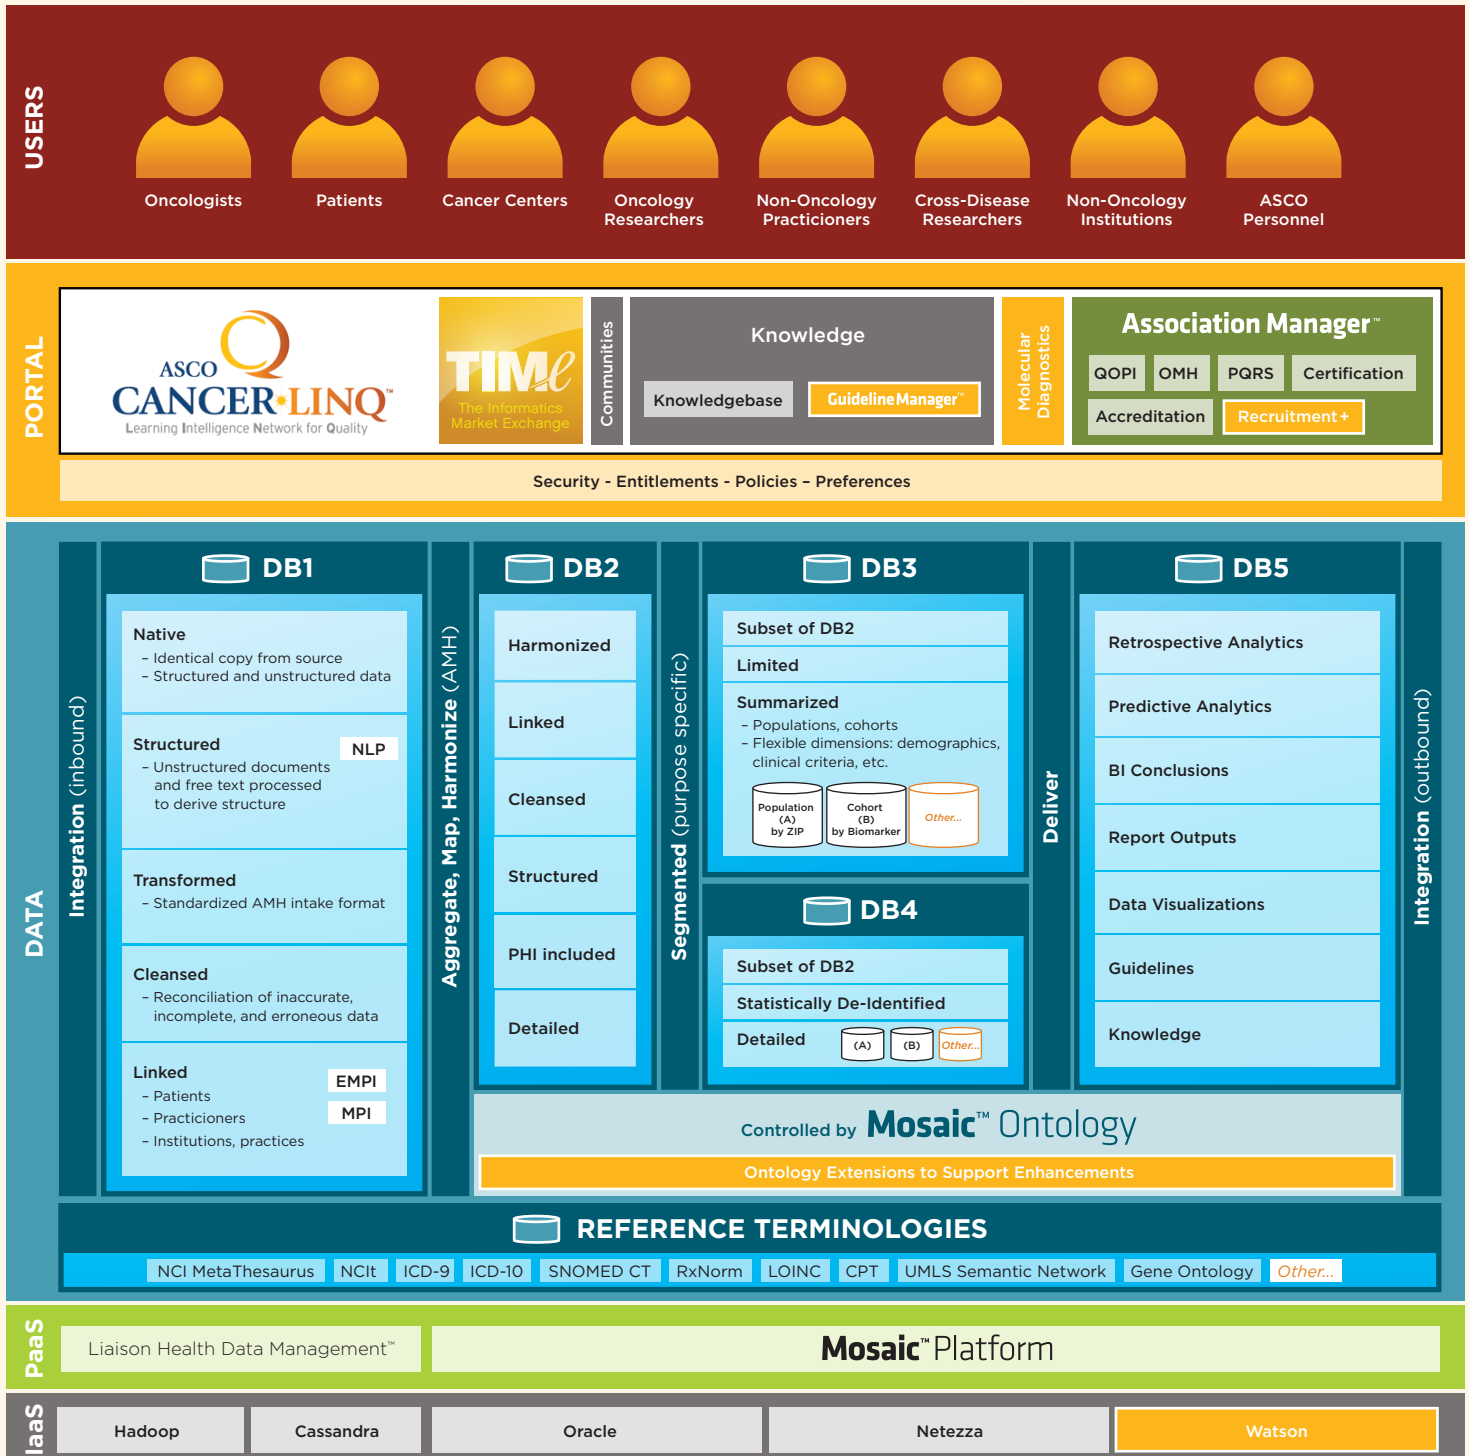 USERS
Oncologists
Patients
Cancer Centers
Oncology
Researchers
Non-Oncology
Practicioners
Cross-Disease
Researchers
Non-Oncology
Institutions
ASCO
Personnel
PORTAL
ASCO
CANCER LINQ™
Learning Intelligence Network for Quality
TIMe
The Informatics
Market Exchange
Communities
Knowledge
Knowledgebase
GuidelineManager™
Molecular
Diagnostics
Association Manager™
QOPI
OMH
PQRS
Certification
Accreditation
Recruitment+
Security - Entitlements - Policies – Preferences
DATA
Integration (inbound)
DB1
Native
– Identical copy from source
– Structured and unstructured data
Structured
NLP
– Unstructured documents
and free text processed
to derive structure
Transformed
– Standardized AMH intake format
Cleansed
– Reconciliation of inaccurate,
incomplete, and erroneous data
Linked
– Patients
– Practicioners
– Institutions, practices
EMPI
MPI
Aggregate, Map, Harmonize (AMH)
DB2
Harmonized
Linked
Cleansed
Structured
PHI included
Detailed
Segmented (purpose specific)
DB3
Subset of DB2
Limited
Summarized
– Populations, cohorts
– Flexible dimensions: demographics,
clinical criteria, etc.
Population
(A)
by ZIP
Cohort
(B)
by Biomarker
Other...
DB4
Subset of DB2
Statistically De-Identified
Detailed
(A)
(B)
Other...
Deliver
DB5
Retrospective Analytics
Predictive Analytics
BI Conclusions
Report Outputs
Data Visualizations
Guidelines
Knowledge
Integration (outbound)
Controlled by Mosaic™ Ontology
Ontology Extensions to Support Enhancements
REFERENCE TERMINOLOGIES
NCI MetaThesaurus
NCIt
ICD-9
ICD-10
SNOMED CT
RxNorm
LOINC
CPT
UMLS Semantic Network
Gene Ontology
Other...
PaaS
Liaison Health Data Management™
Mosaic™ Platform
IaaS
Hadoop
Cassandra
Oracle
Netezza
Watson